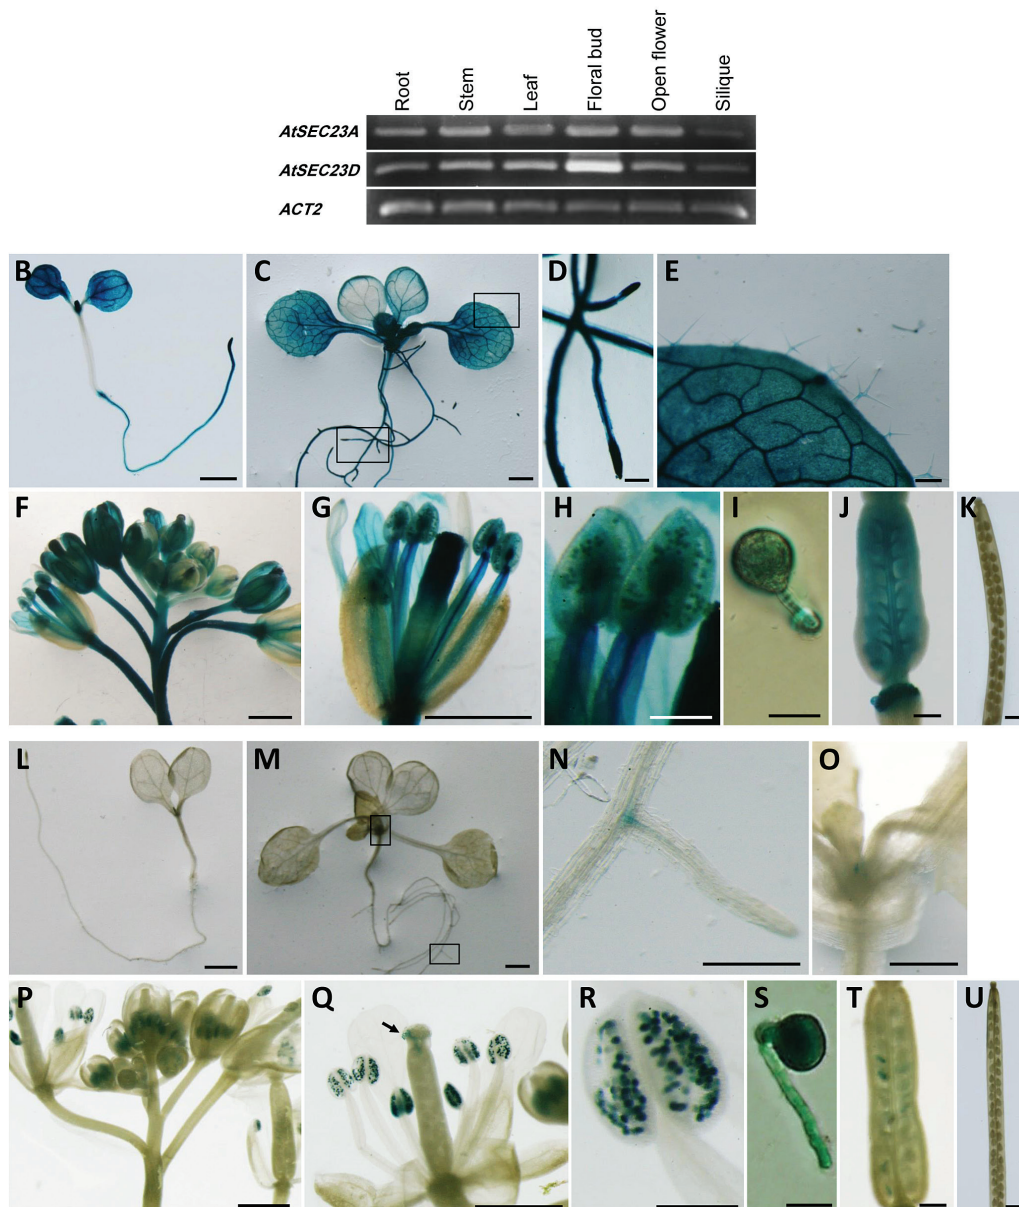 Root Stem Leaf Floral bud Open flower Silique
AtSEC23A
AtSEC23D
ACT2
B C D E
F G H I J K
L M N O
P Q R S T U